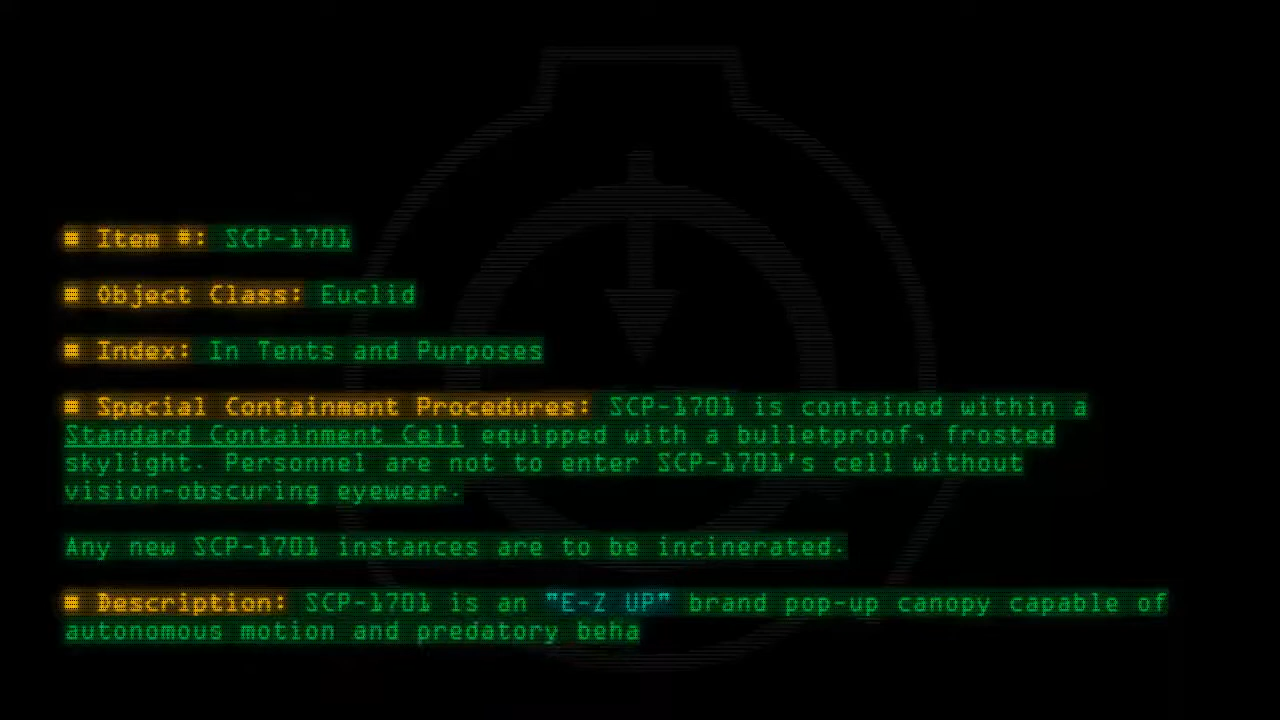 ■ Item #: SCP-1701
■ Object Class: Euclid
■ Index: In Tents and Purposes
■ Special Containment Procedures: SCP-1701 is contained within a
Standard Containment Cell equipped with a bulletproof, frosted
skylight. Personnel are not to enter SCP-1701's cell without
vision-obscuring eyewear.
Any new SCP-1701 instances are to be incinerated.
■ Description: SCP-1701 is an "E-Z UP" brand pop-up canopy capable of
autonomous motion and predatory beha